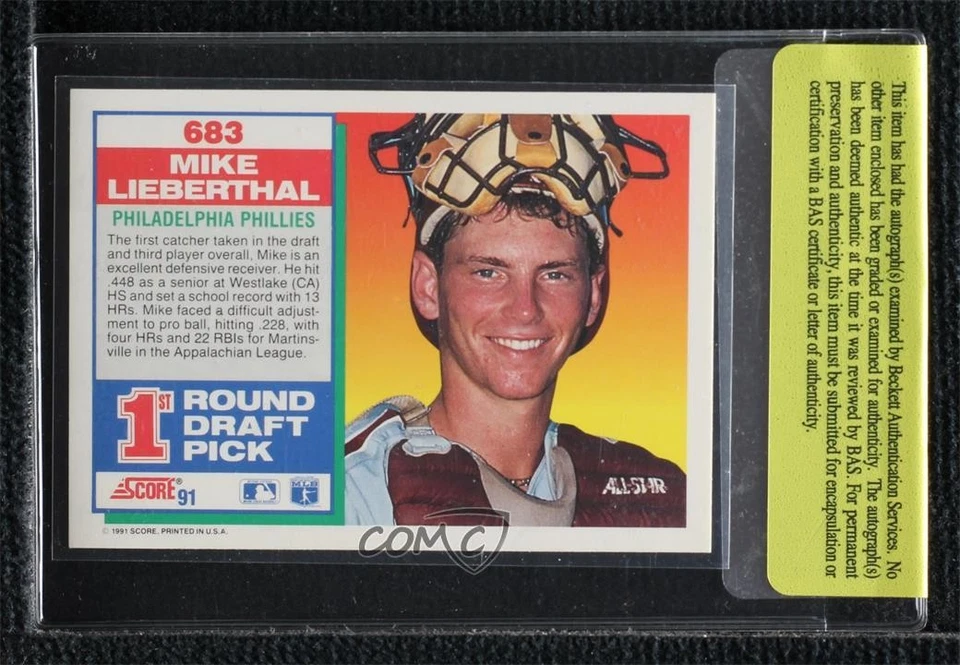 683
MIKE
LIEBERTHAL
PHILADELPHIA PHILLIES
The first catcher taken in the draft
and third player overall, Mike is an
excellent defensive receiver. He hit
.448 as a senior at Westlake (CA)
HS and set a school record with 13
HRs. Mike faced a difficult adjust-
ment to pro ball, hitting .228, with
four HRs and 22 RBIs for Martins-
ville in the Appalachian League.
1ST ROUND
DRAFT
PICK
SCORE® 91
MLB
© 1991 SCORE, PRINTED IN U.S.A.
ALL-STAR
COMC
This item has had the autograph(s) examined by Beckett Authentication Services. No
other item enclosed has been graded or examined for authenticity. The autograph(s)
has been deemed authentic at the time it was reviewed by BAS. For permanent
preservation and authenticity, this item must be submitted for encapsulation or
certification with a BAS certificate or letter of authenticity.